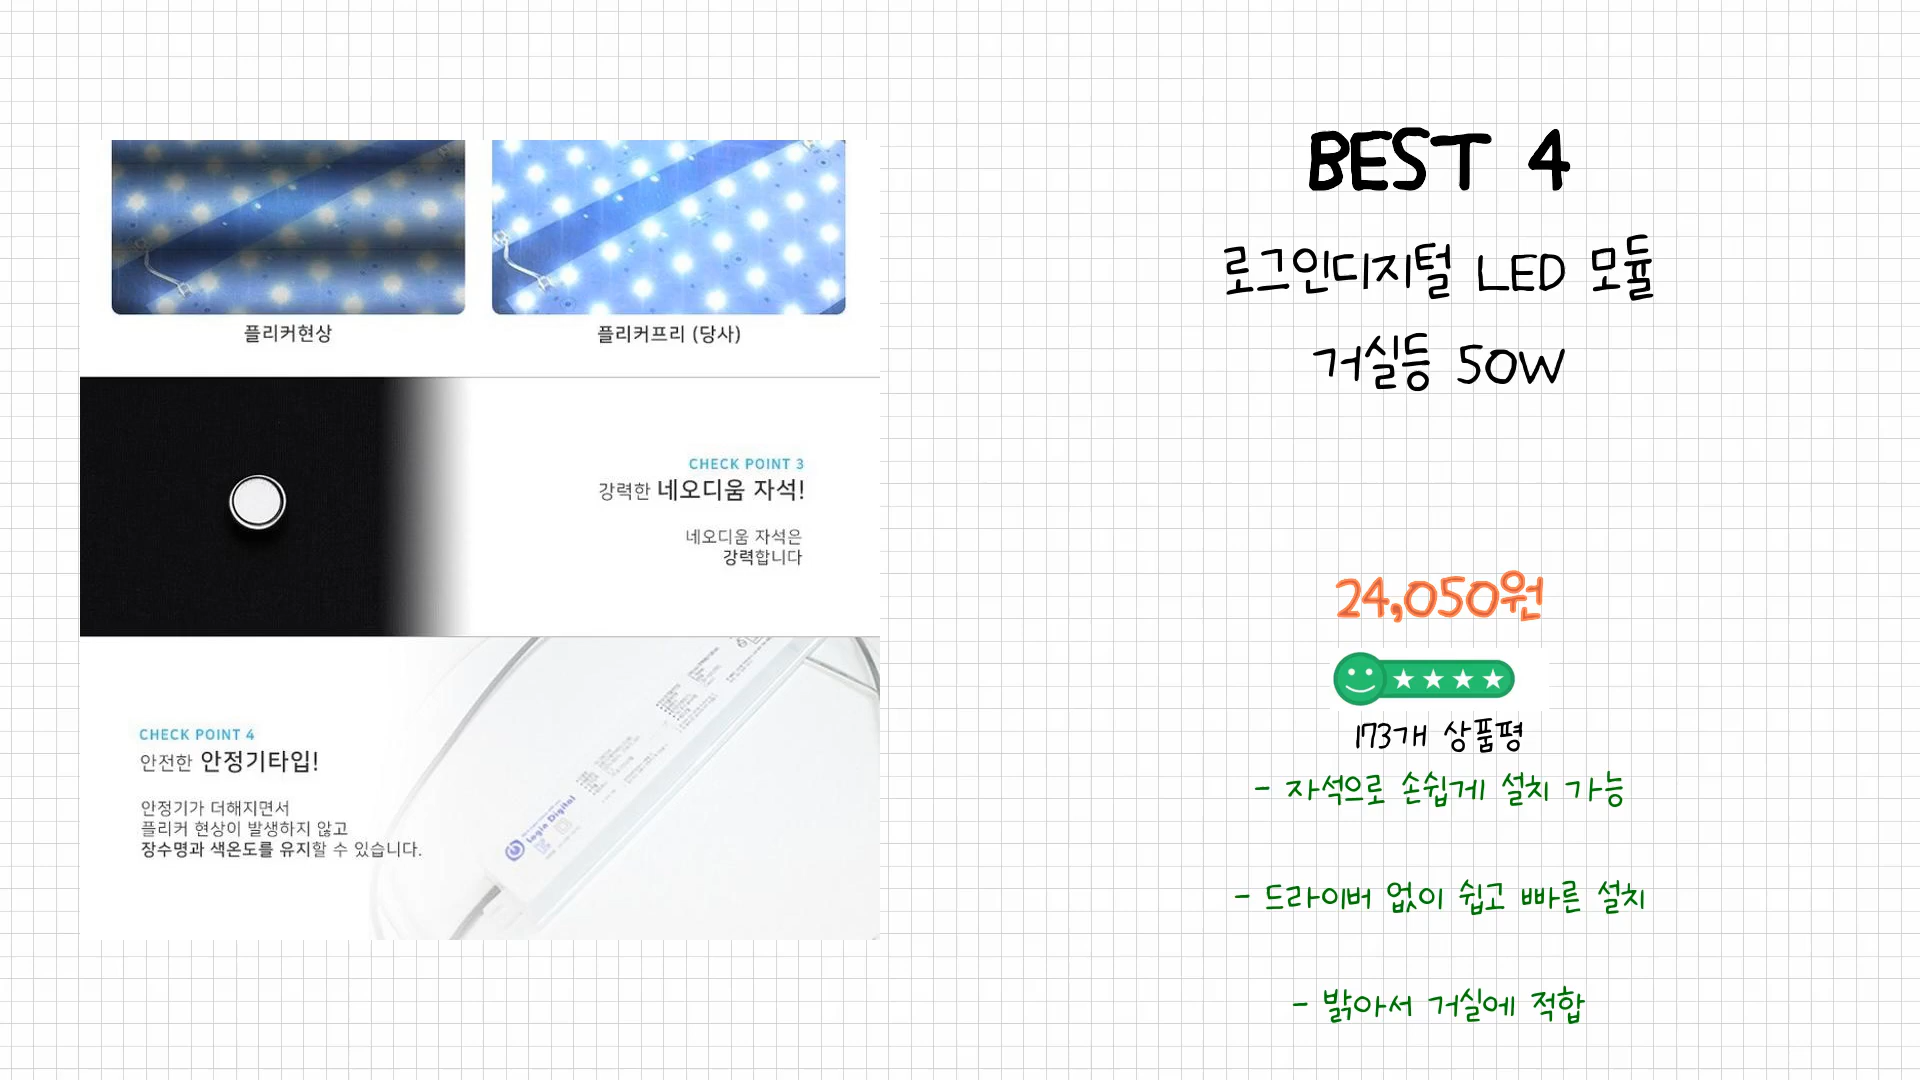 플리커현상
플리커프리 (당사)
CHECK POINT 3
강력한 네오디움 자석!
네오디움 자석은
강력합니다
CHECK POINT 4
안전한 안정기타입!
안정기가 더해지면서
플리커 현상이 발생하지 않고
장수명과 색온도를 유지할 수 있습니다.
Login Digital
BEST 4
로그인디지털 LED 모듈
거실등 50W
24,050원
173개 상품평
- 자석으로 손쉽게 설치 가능
- 드라이버 없이 쉽고 빠른 설치
- 밝아서 거실에 적합